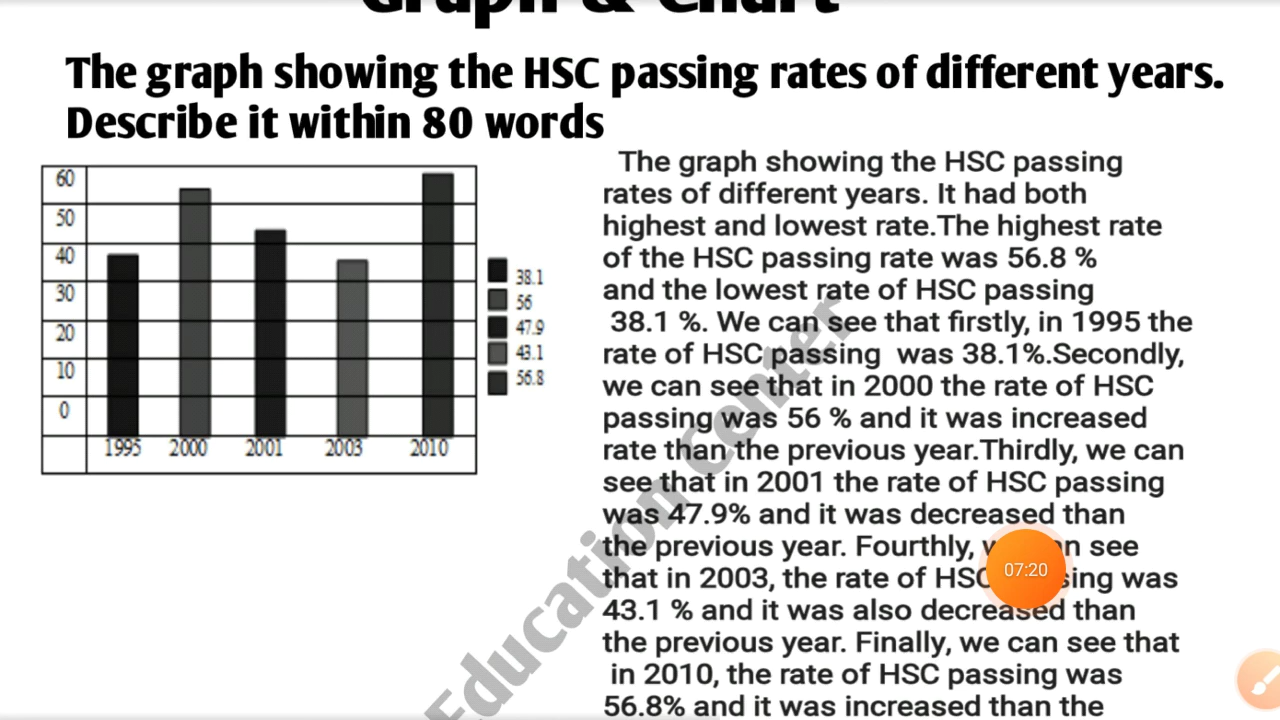 Graph & Chart
The graph showing the HSC passing rates of different years.
Describe it within 80 words
60
50
40
30
20
10
0
1995 2000 2001 2003 2010
38.1
56
47.9
43.1
56.8
The graph showing the HSC passing
rates of different years. It had both
highest and lowest rate.The highest rate
of the HSC passing rate was 56.8 %
and the lowest rate of HSC passing
38.1 %. We can see that firstly, in 1995 the
rate of HSC passing was 38.1%.Secondly,
we can see that in 2000 the rate of HSC
passing was 56 % and it was increased
rate than the previous year.Thirdly, we can
see that in 2001 the rate of HSC passing
was 47.9% and it was decreased than
the previous year. Fourthly, see
that in 2003, the rate of HSC was
43.1 % and it was also decreased than
the previous year. Finally, we can see that
in 2010, the rate of HSC passing was
56.8% and it was increased than the
Education Center
07:20